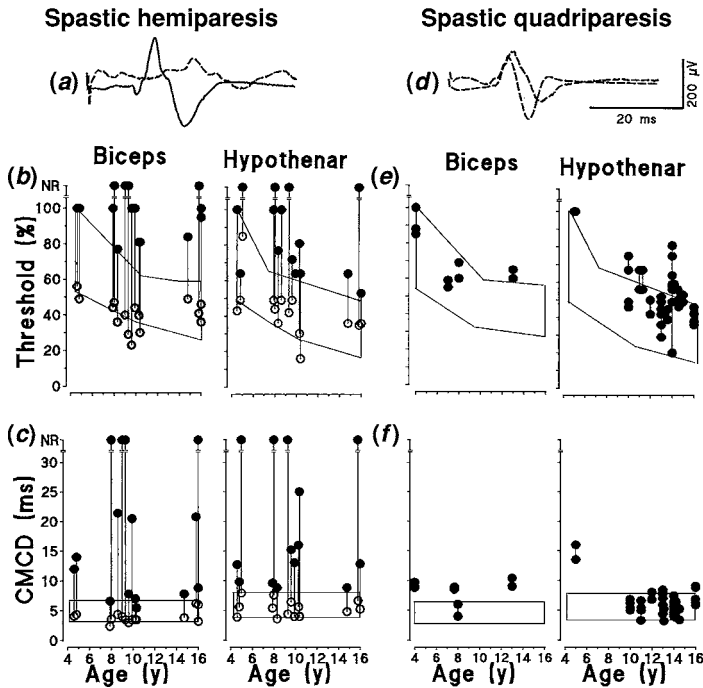 Spastic hemiparesis
Spastic quadriparesis
(a)
(d)
200 μV
20 ms
(b)
Biceps
Hypothenar
(e)
Biceps
Hypothenar
NR
100
80
60
40
20
0
Threshold (%)
(c)
(f)
NR
30
25
20
15
10
5
0
CMCD (ms)
4 6 8 10 12 14 16
4 6 8 10 12 14 16
4 6 8 10 12 14 16
4 6 8 10 12 14 16
Age (y)
Age (y)
Age (y)
Age (y)